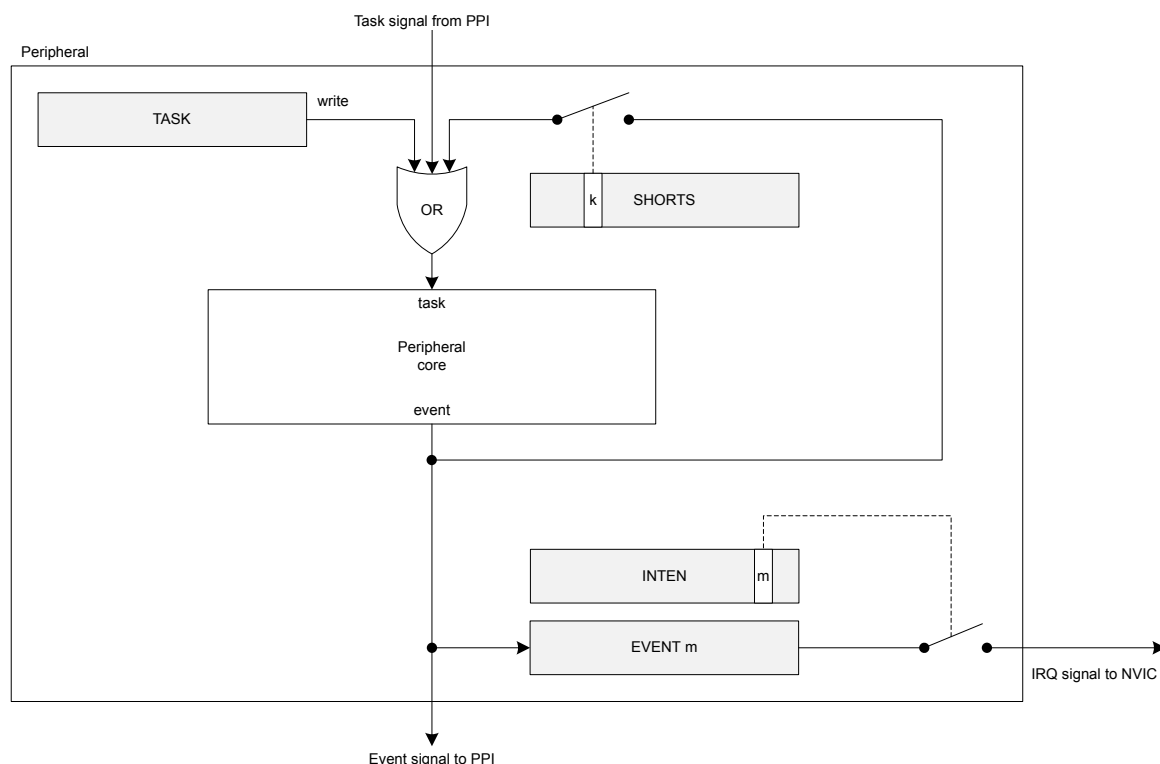 Task signal from PPI
Peripheral
TASK
write
k
SHORTS
OR
task
Peripheral
core
event
INTEN
m
EVENT m
IRQ signal to NVIC
Event signal to PPI